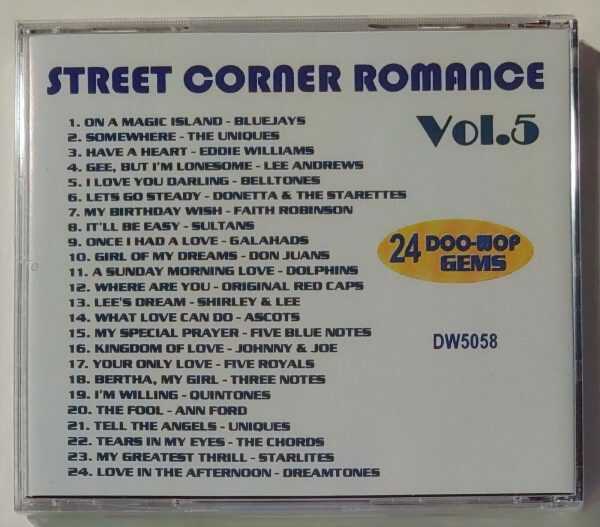 STREET CORNER ROMANCE
Vol.5
1. ON A MAGIC ISLAND - BLUEJAYS
2. SOMEWHERE - THE UNIQUES
3. HAVE A HEART - EDDIE WILLIAMS
4. GEE, BUT I'M LONESOME - LEE ANDREWS
5. I LOVE YOU DARLING - BELLTONES
6. LETS GO STEADY - DONETTA & THE STARETTES
7. MY BIRTHDAY WISH - FAITH ROBINSON
8. IT'LL BE EASY - SULTANS
9. ONCE I HAD A LOVE - GALAHADS
10. GIRL OF MY DREAMS - DON JUANS
11. A SUNDAY MORNING LOVE - DOLPHINS
12. WHERE ARE YOU - ORIGINAL RED CAPS
13. LEE'S DREAM - SHIRLEY & LEE
14. WHAT LOVE CAN DO - ASCOTS
15. MY SPECIAL PRAYER - FIVE BLUE NOTES
16. KINGDOM OF LOVE - JOHNNY & JOE
17. YOUR ONLY LOVE - FIVE ROYALS
18. BERTHA, MY GIRL - THREE NOTES
19. I'M WILLING - QUINTONES
20. THE FOOL - ANN FORD
21. TELL THE ANGELS - UNIQUES
22. TEARS IN MY EYES - THE CHORDS
23. MY GREATEST THRILL - STARLITES
24. LOVE IN THE AFTERNOON - DREAMTONES
24 DOO-WOP
GEMS
DW5058